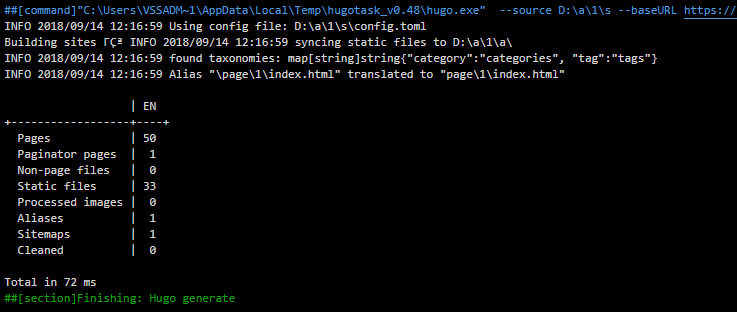 ##[command]"C:\Users\VSSADM~1\AppData\Local\Temp\hugotask_v0.48\hugo.exe"  --source D:\a\1\s --baseURL https://
INFO 2018/09/14 12:16:59 Using config file: D:\a\1\s\config.toml
Building sites ΓÇª INFO 2018/09/14 12:16:59 syncing static files to D:\a\1\a\
INFO 2018/09/14 12:16:59 found taxonomies: map[string]string{"category":"categories", "tag":"tags"}
INFO 2018/09/14 12:16:59 Alias "\page\1\index.html" translated to "page\1\index.html"
                   | EN
+------------------+----+
  Pages            | 50
  Paginator pages  |  1
  Non-page files   |  0
  Static files     | 33
  Processed images |  0
  Aliases          |  1
  Sitemaps         |  1
  Cleaned          |  0
Total in 72 ms
##[section]Finishing: Hugo generate